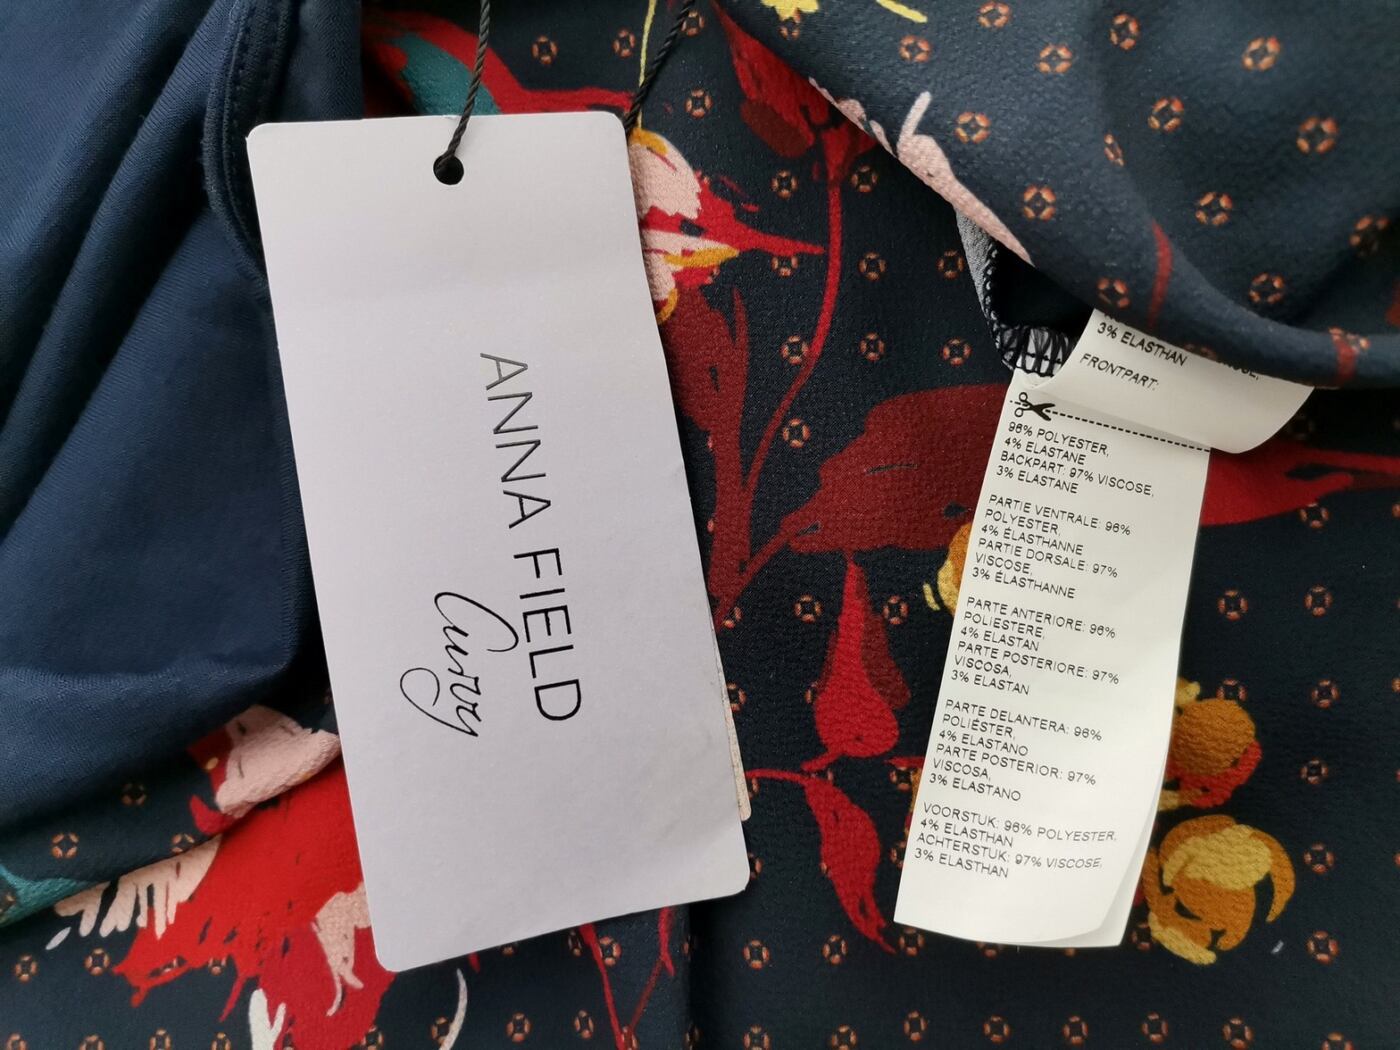 ANNA FIELD
Curvy
3% ELASTHAN
FRONTPART:
96% POLYESTER,
4% ELASTANE
BACKPART: 97% VISCOSE,
3% ELASTANE
PARTIE VENTRALE: 96%
POLYESTER,
4% ÉLASTHANNE
PARTIE DORSALE: 97%
VISCOSE,
3% ÉLASTHANNE
PARTE ANTERIORE: 96%
POLIESTERE,
4% ELASTAN
PARTE POSTERIORE: 97%
VISCOSA,
3% ELASTAN
PARTE DELANTERA: 96%
POLIÉSTER,
4% ELASTANO
PARTE POSTERIOR: 97%
VISCOSA,
3% ELASTANO
VOORSTUK: 96% POLYESTER,
4% ELASTHAN
ACHTERSTUK: 97% VISCOSE,
3% ELASTHAN